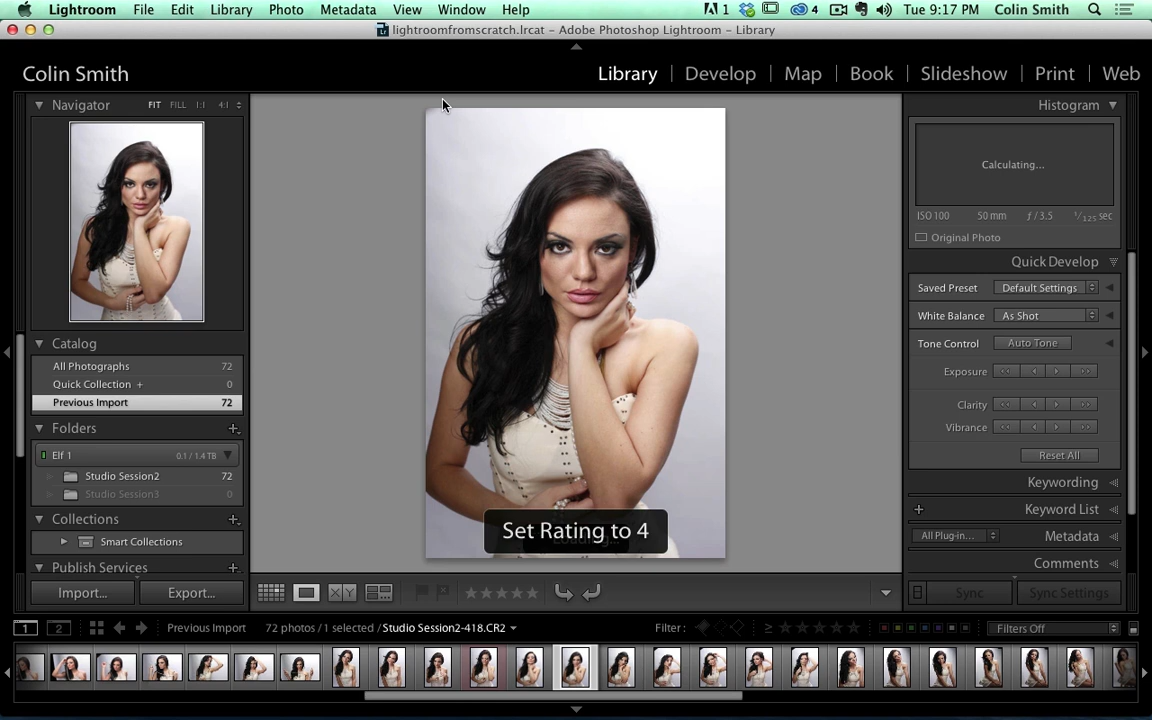 Lightroom File Edit Library Photo Metadata View Window Help 1 4 Tue 9:17 PM Colin Smith
lightroomfromscratch.lrcat – Adobe Photoshop Lightroom – Library
Colin Smith
Library | Develop | Map | Book | Slideshow | Print | Web
Navigator FIT FILL 1:1 4:1
Catalog
All Photographs 72
Quick Collection + 0
Previous Import 72
Folders
Elf 1 0.1 / 1.4 TB
Studio Session2 72
Studio Session3 0
Collections
Smart Collections
Publish Services
Import... Export...
Set Rating to 4
Histogram
Calculating...
ISO 100 50 mm ƒ / 3.5 1/125 sec
Original Photo
Quick Develop
Saved Preset Default Settings
White Balance As Shot
Tone Control Auto Tone
Exposure
Clarity
Vibrance
Reset All
Keywording
Keyword List
All Plug-in... Metadata
Comments
Sync Sync Settings
XY
1 2 Previous Import 72 photos / 1 selected / Studio Session2-418.CR2 Filter : ≥ Filters Off